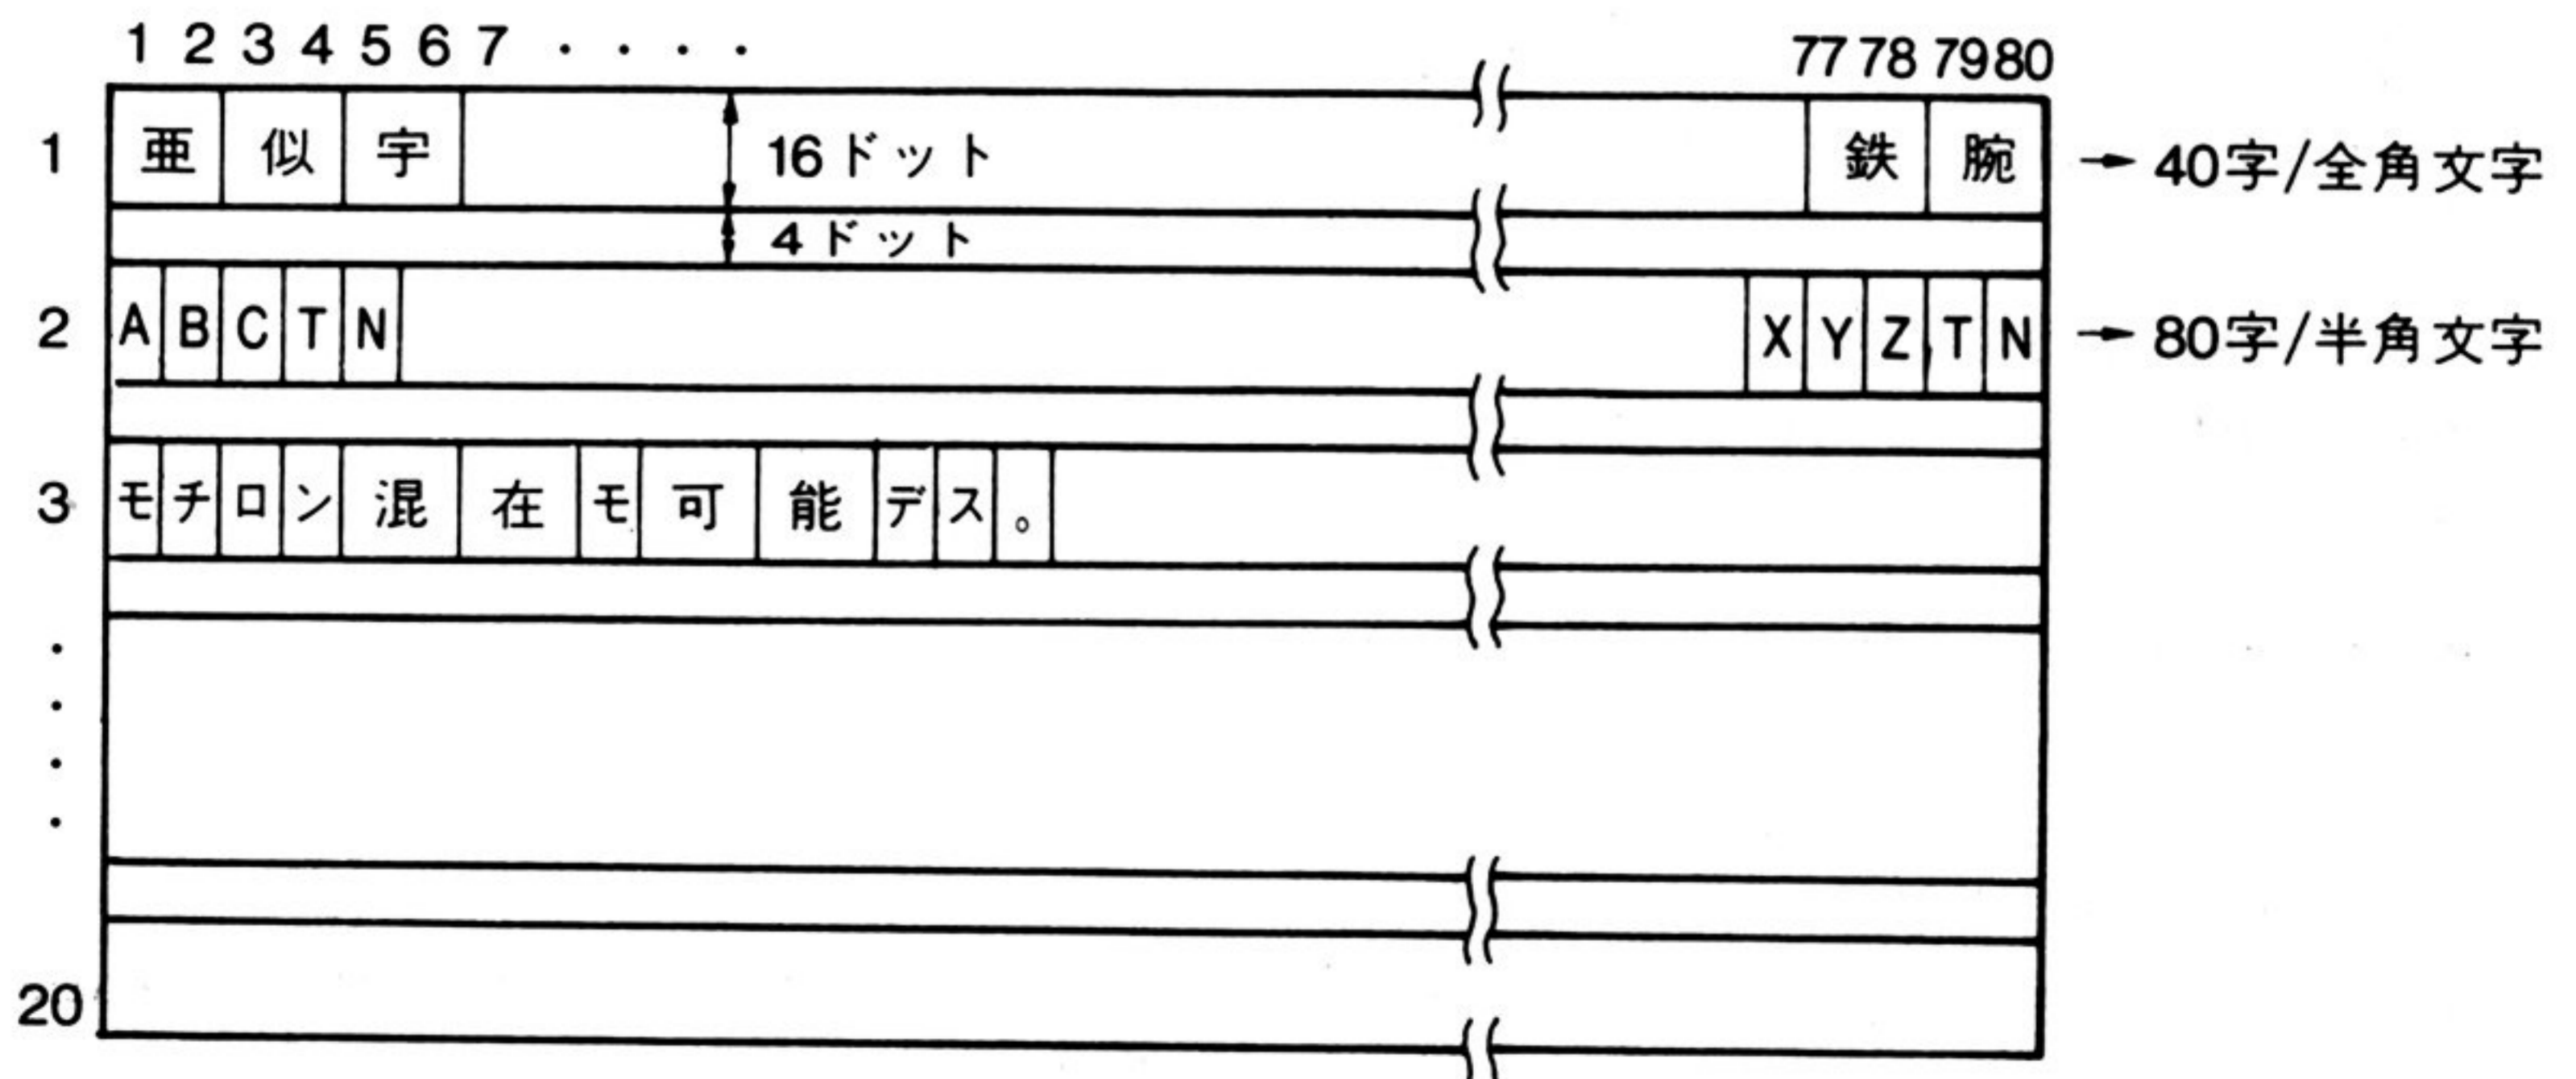 1 2 3 4 5 6 7 ・・・・ 77 78 79 80
1 亜 似 宇 16ドット 鉄 腕 → 40字/全角文字
4ドット
2 A B C T N X Y Z T N → 80字/半角文字
3 モ チ ロ ン 混 在 モ 可 能 デ ス 。
・
・
・
・
20